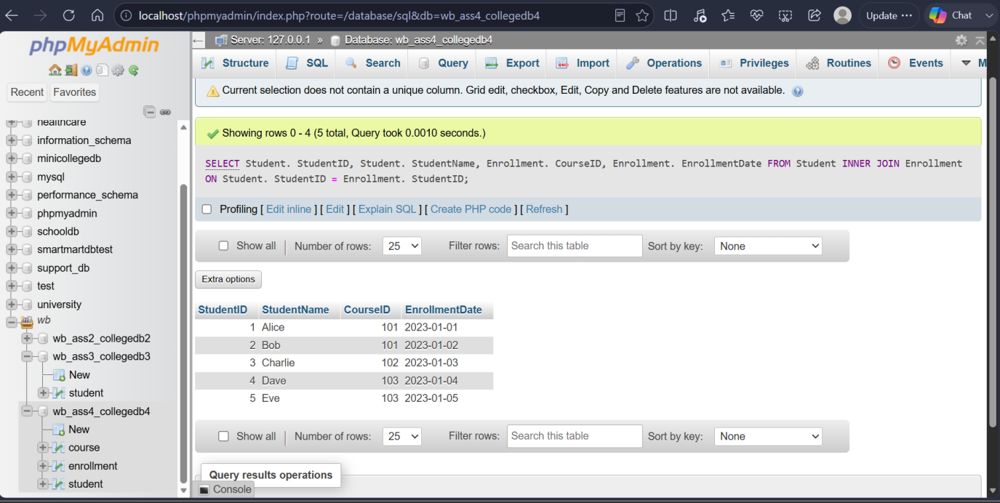 localhost/phpmyadmin/index.php?route=/database/sql&db=wb_ass4_collegedb4
Update
Chat
phpMyAdmin
Recent
Favorites
healthcare
information_schema
minicollegedb
mysql
performance_schema
phpmyadmin
schooldb
smartmartdbtest
support_db
test
university
wb
wb_ass2_collegedb2
wb_ass3_collegedb3
New
student
wb_ass4_collegedb4
New
course
enrollment
student
Server: 127.0.0.1 » Database: wb_ass4_collegedb4
Structure SQL Search Query Export Import Operations Privileges Routines Events M
Current selection does not contain a unique column. Grid edit, checkbox, Edit, Copy and Delete features are not available.
Showing rows 0 - 4 (5 total, Query took 0.0010 seconds.)
SELECT Student. StudentID, Student. StudentName, Enrollment. CourseID, Enrollment. EnrollmentDate FROM Student INNER JOIN Enrollment
ON Student. StudentID = Enrollment. StudentID;
Profiling [ Edit inline ] [ Edit ] [ Explain SQL ] [ Create PHP code ] [ Refresh ]
Show all | Number of rows: 25 Filter rows: Search this table Sort by key: None
Extra options
StudentID StudentName CourseID EnrollmentDate
1 Alice 101 2023-01-01
2 Bob 101 2023-01-02
3 Charlie 102 2023-01-03
4 Dave 103 2023-01-04
5 Eve 103 2023-01-05
Show all | Number of rows: 25 Filter rows: Search this table Sort by key: None
Query results operations
Console